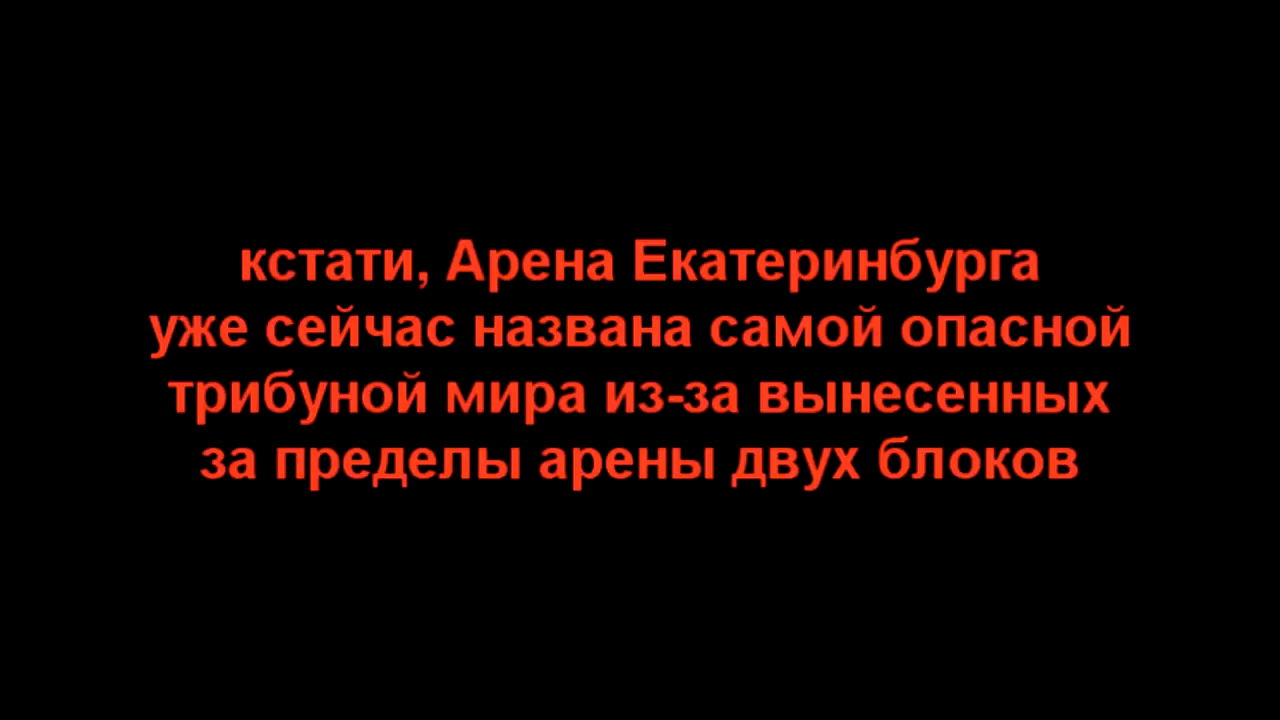 кстати, Арена Екатеринбурга
уже сейчас названа самой опасной
трибуной мира из-за вынесенных
за пределы арены двух блоков